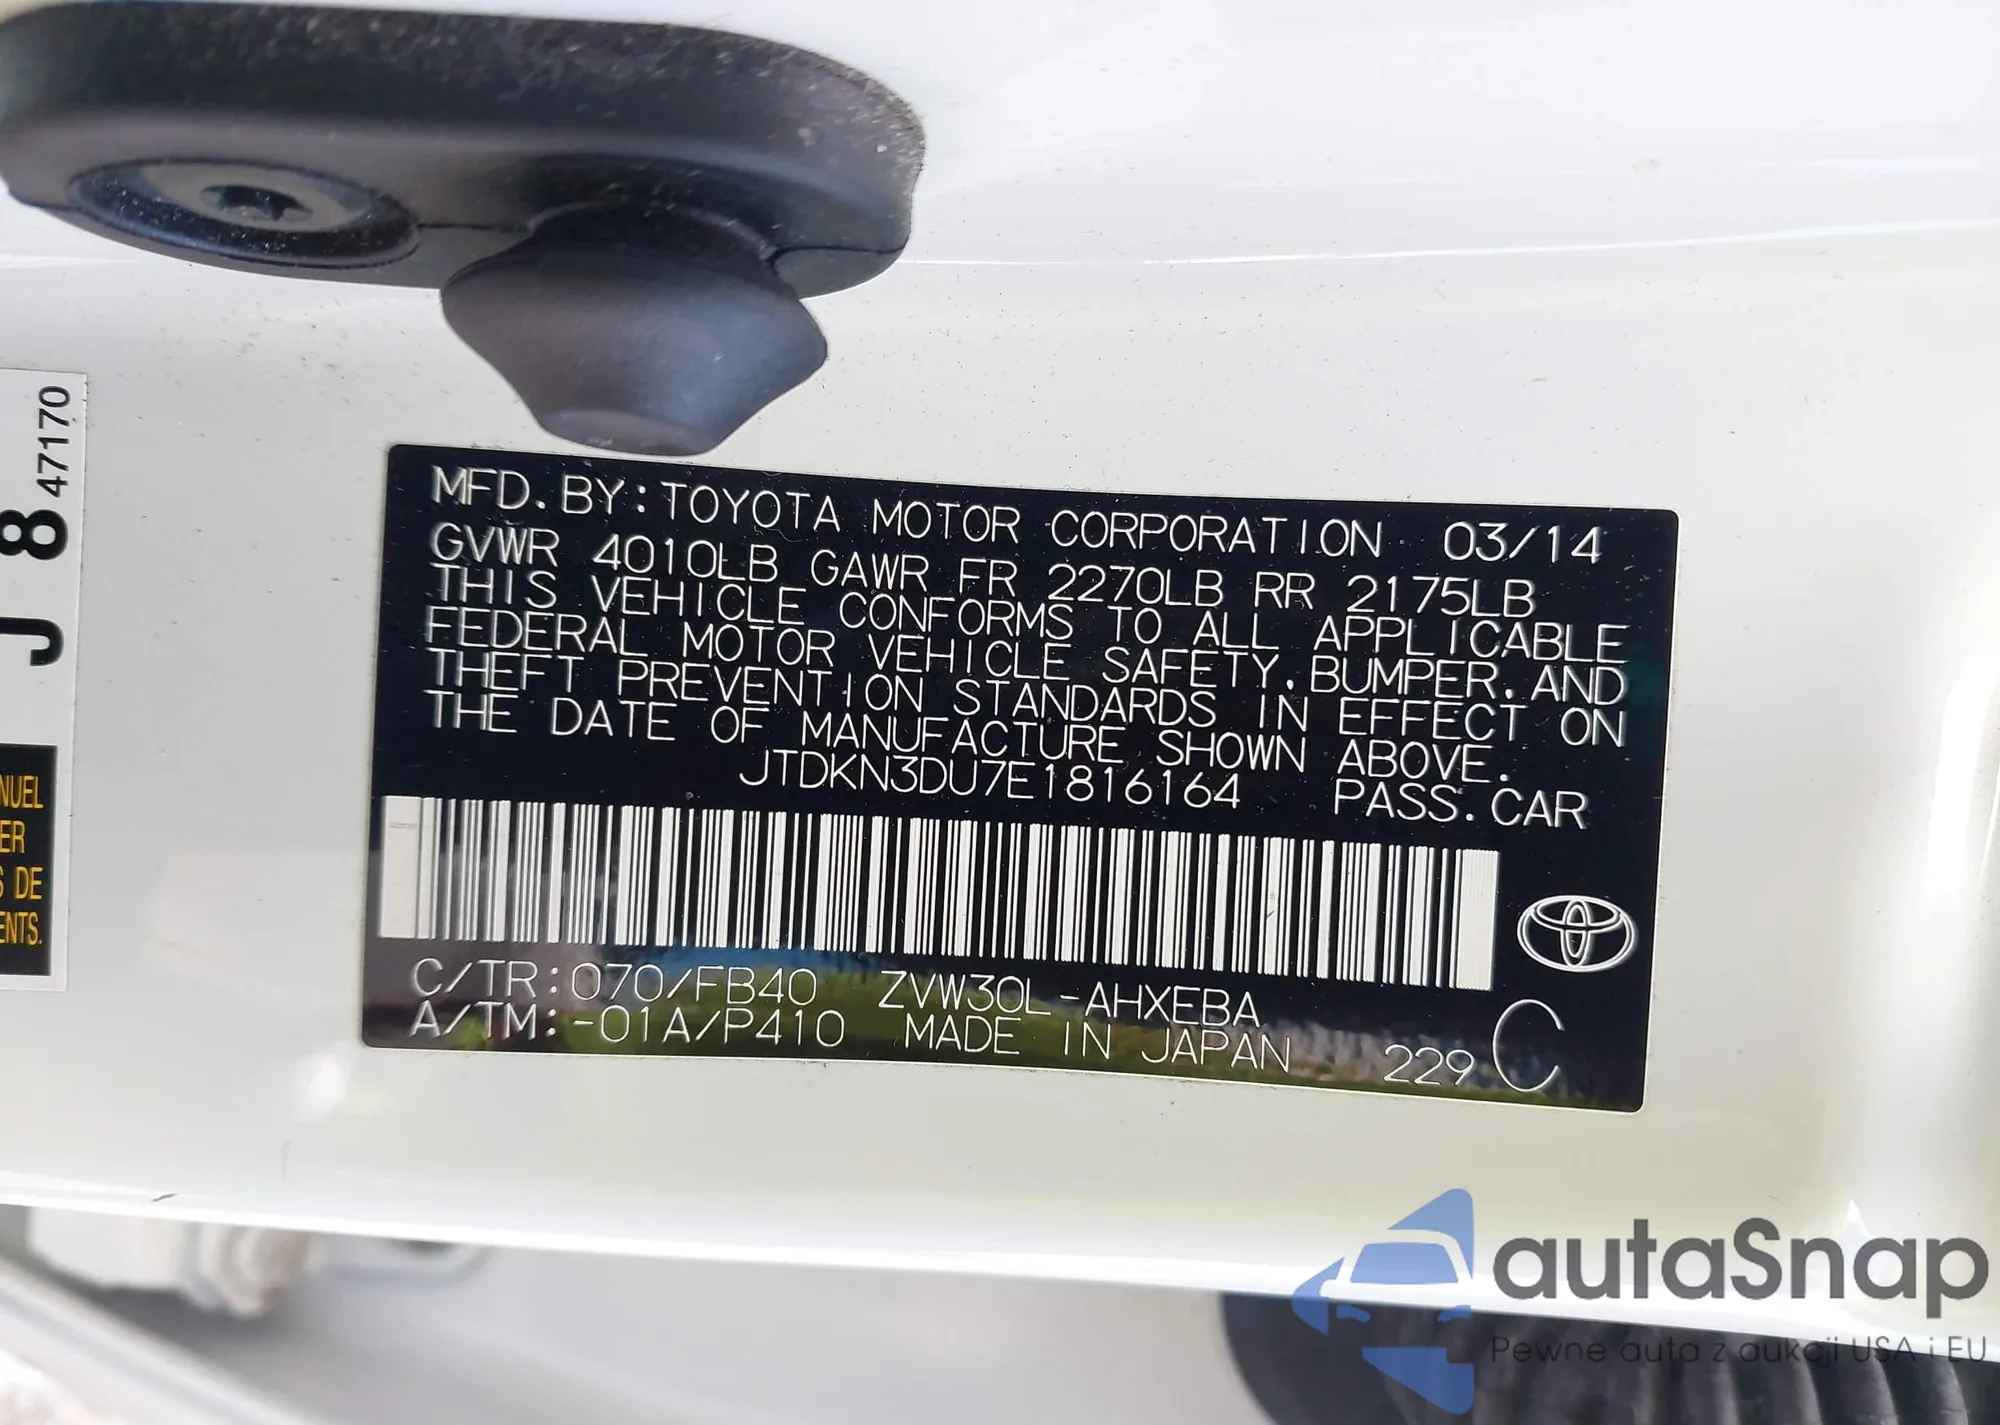 MFD. BY: TOYOTA MOTOR CORPORATION 03/14
GVWR 4010LB GAWR FR 2270LB RR 2175LB
THIS VEHICLE CONFORMS TO ALL APPLICABLE
FEDERAL MOTOR VEHICLE SAFETY, BUMPER, AND
THEFT PREVENTION STANDARDS IN EFFECT ON
THE DATE OF MANUFACTURE SHOWN ABOVE.
JTDKN3DU7E1816164 PASS. CAR
C/TR: 070/FB40 ZVW30L-AHXEBA
A/TM: -01A/P410 MADE IN JAPAN 229 C
J 8 47170
NUEL
ER
S DE
ENTS.
autaSnap
Pewne auta z aukcji USA i EU